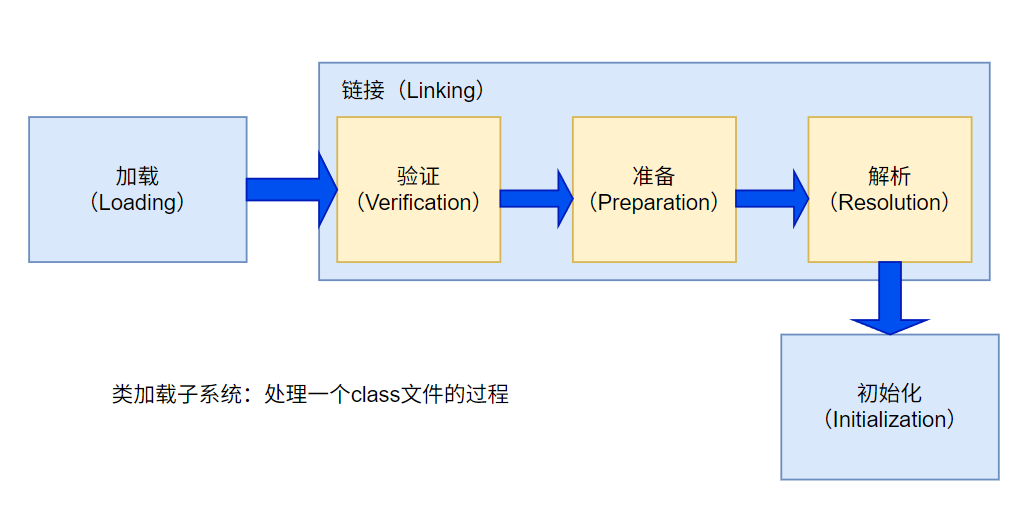 链接（Linking）
加载
（Loading）
验证
（Verification）
准备
（Preparation）
解析
（Resolution）
初始化
（Initialization）
类加载子系统：处理一个class文件的过程